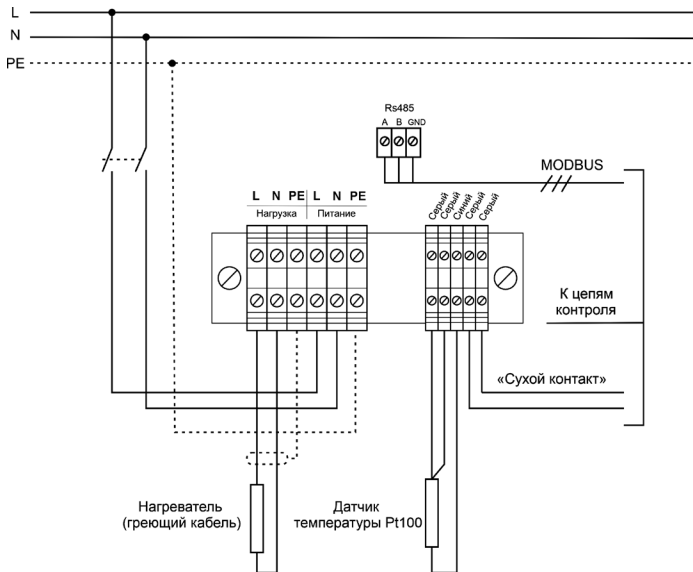 L
N
PE
Rs485
A B GND
MODBUS
L N PE L N PE
Нагрузка Питание
Серый Серый Синий Серый Серый
К цепям
контроля
«Сухой контакт»
Нагреватель
(греющий кабель)
Датчик
температуры Pt100